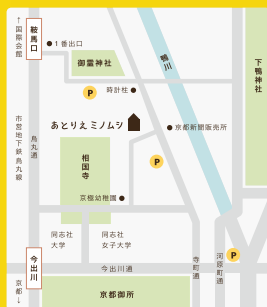 ↑国際会館
鞍馬口
1番出口
御霊神社
鴨川
下鴨神社
P
時計柱
あとりえミノムシ
京都新聞販売所
市営地下鉄烏丸線
烏丸通
相国寺
P
京極幼稚園
同志社
大学
同志社
女子大学
今出川
寺町通
河原町通
P
今出川通
京都御所
京都↓